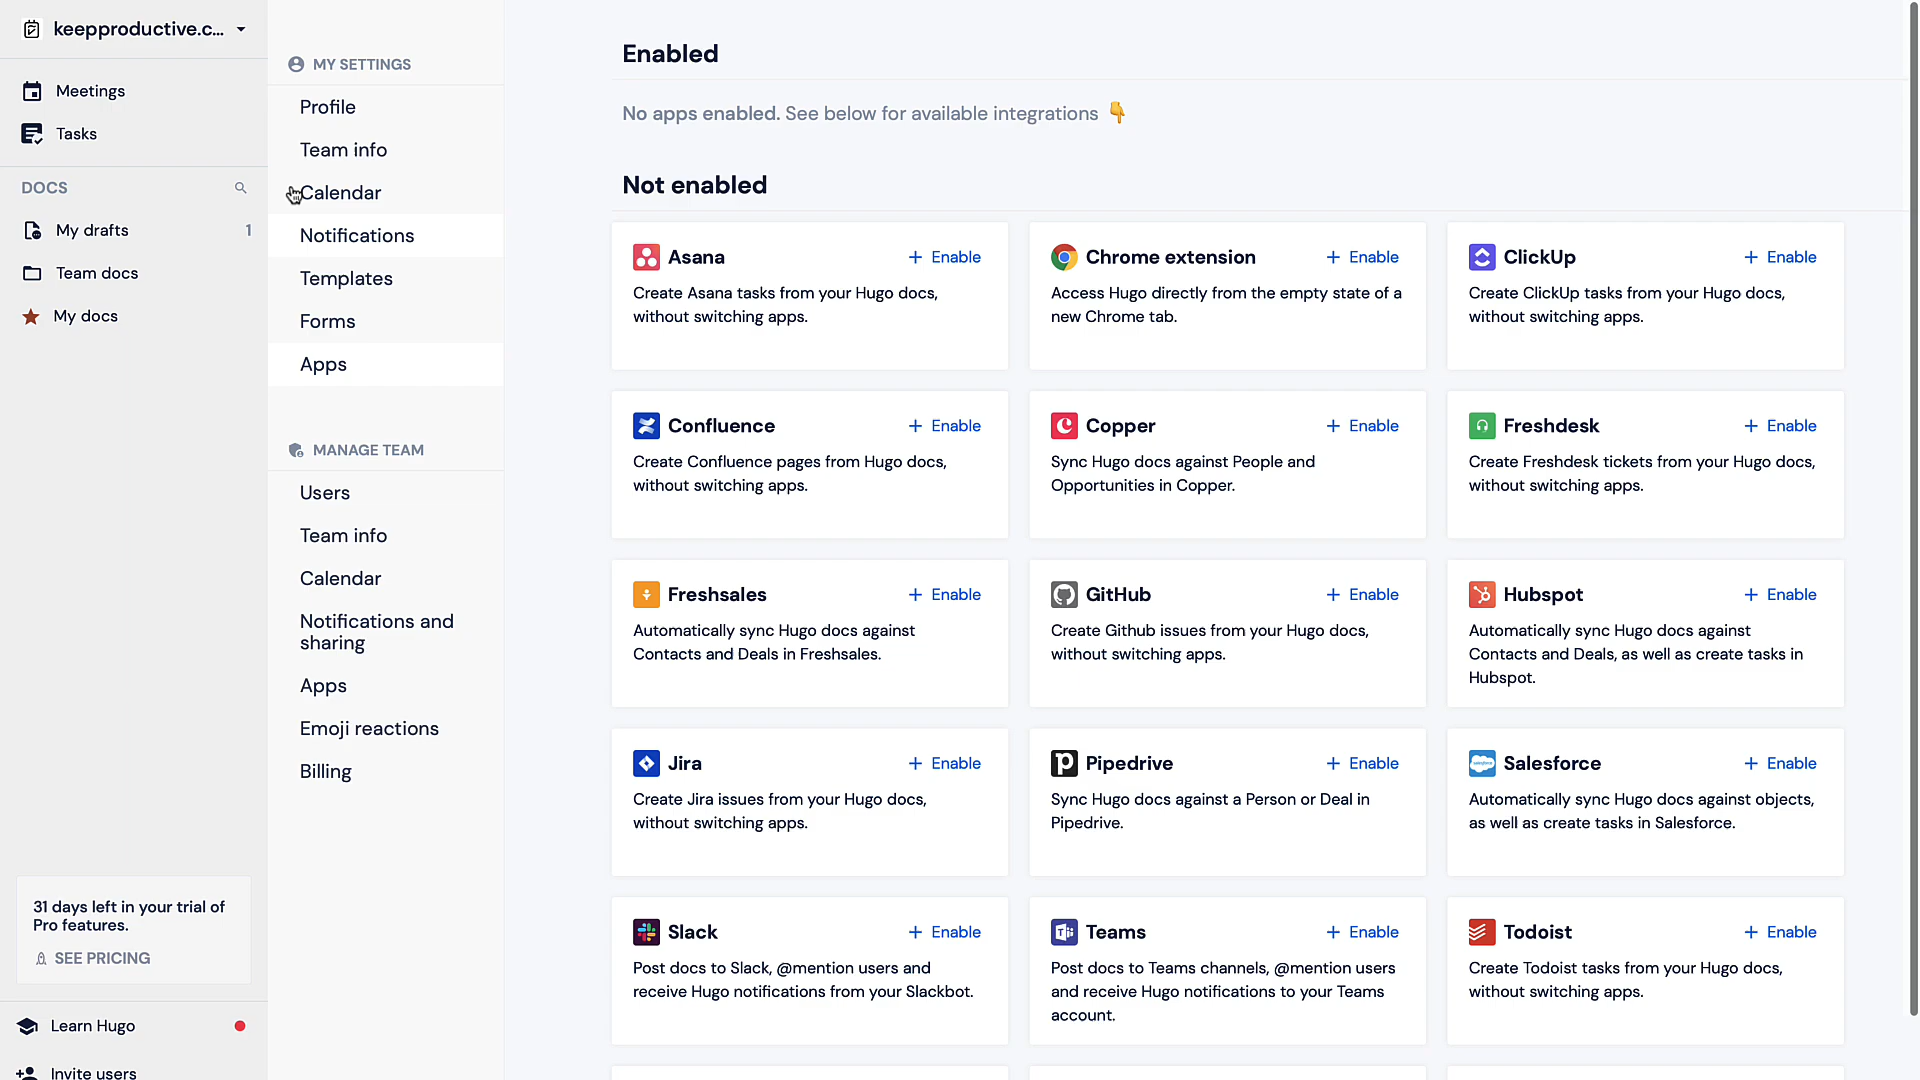 keepproductive.c...
Meetings
Tasks
DOCS
My drafts 1
Team docs
My docs
31 days left in your trial of
Pro features.
SEE PRICING
Learn Hugo
Invite users
MY SETTINGS
Profile
Team info
Calendar
Notifications
Templates
Forms
Apps
MANAGE TEAM
Users
Team info
Calendar
Notifications and
sharing
Apps
Emoji reactions
Billing
Enabled
No apps enabled. See below for available integrations 👇
Not enabled
Asana + Enable
Create Asana tasks from your Hugo docs,
without switching apps.
Chrome extension + Enable
Access Hugo directly from the empty state of a
new Chrome tab.
ClickUp + Enable
Create ClickUp tasks from your Hugo docs,
without switching apps.
Confluence + Enable
Create Confluence pages from Hugo docs,
without switching apps.
Copper + Enable
Sync Hugo docs against People and
Opportunities in Copper.
Freshdesk + Enable
Create Freshdesk tickets from your Hugo docs,
without switching apps.
Freshsales + Enable
Automatically sync Hugo docs against
Contacts and Deals in Freshsales.
GitHub + Enable
Create Github issues from your Hugo docs,
without switching apps.
Hubspot + Enable
Automatically sync Hugo docs against
Contacts and Deals, as well as create tasks in
Hubspot.
Jira + Enable
Create Jira issues from your Hugo docs,
without switching apps.
Pipedrive + Enable
Sync Hugo docs against a Person or Deal in
Pipedrive.
Salesforce + Enable
Automatically sync Hugo docs against objects,
as well as create tasks in Salesforce.
Slack + Enable
Post docs to Slack, @mention users and
receive Hugo notifications from your Slackbot.
Teams + Enable
Post docs to Teams channels, @mention users
and receive Hugo notifications to your Teams
account.
Todoist + Enable
Create Todoist tasks from your Hugo docs,
without switching apps.